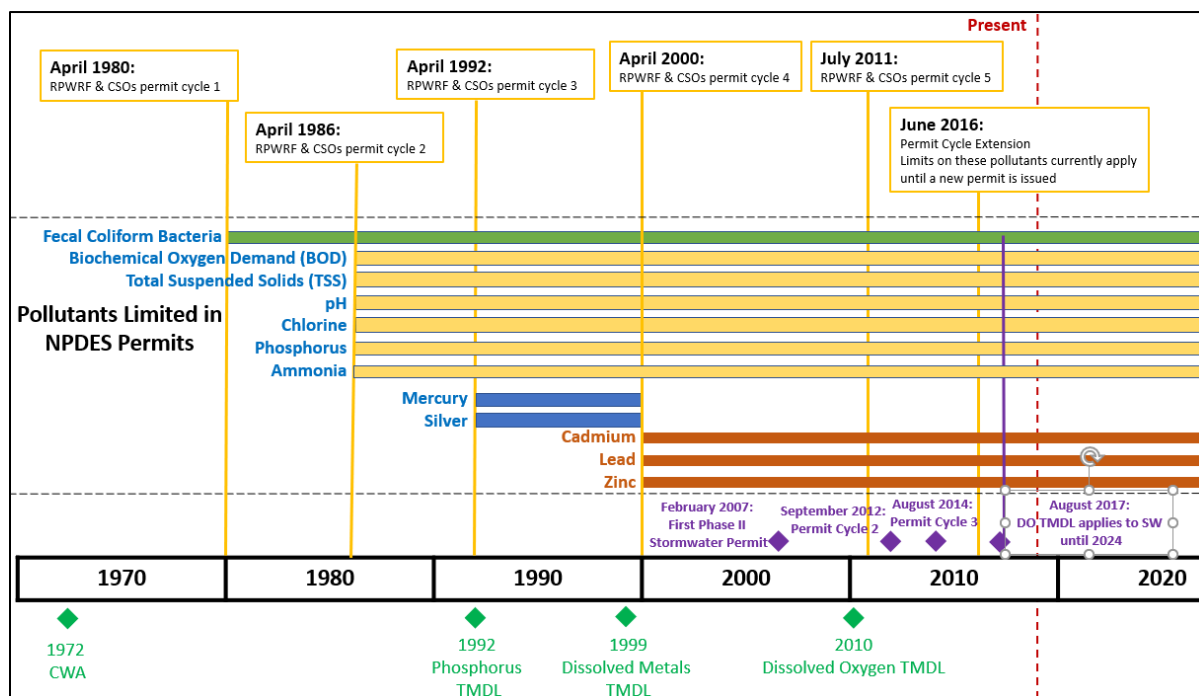 Present
April 1980:
RPWRF & CSOs permit cycle 1
April 1992:
RPWRF & CSOs permit cycle 3
April 2000:
RPWRF & CSOs permit cycle 4
July 2011:
RPWRF & CSOs permit cycle 5
April 1986:
RPWRF & CSOs permit cycle 2
June 2016:
Permit Cycle Extension
Limits on these pollutants currently apply
until a new permit is issued
Pollutants Limited in
NPDES Permits
Fecal Coliform Bacteria
Biochemical Oxygen Demand (BOD)
Total Suspended Solids (TSS)
pH
Chlorine
Phosphorus
Ammonia
Mercury
Silver
Cadmium
Lead
Zinc
February 2007:
First Phase II
Stormwater Permit
September 2012:
Permit Cycle 2
August 2014:
Permit Cycle 3
August 2017:
DO TMDL applies to SW
until 2024
1970
1980
1990
2000
2010
2020
1972
CWA
1992
Phosphorus
TMDL
1999
Dissolved Metals
TMDL
2010
Dissolved Oxygen TMDL